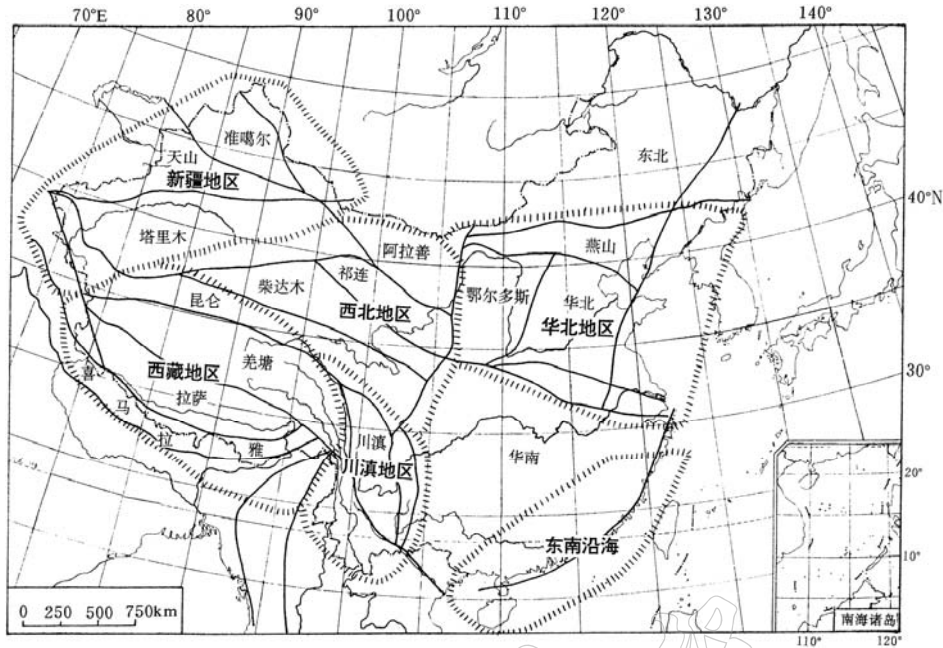 70°E 80° 90° 100° 110° 120° 130° 140°
准噶尔
天山
东北
新疆地区
40°N
塔里木
阿拉善
燕山
祁连
柴达木
昆仑
鄂尔多斯
华北
西北地区
华北地区
羌塘
西藏地区
30°
喜
拉萨
马
川滇
拉
雅
华南
川滇地区
20°
东南沿海
10°
0 250 500 750km
南海诸岛
110° 120°